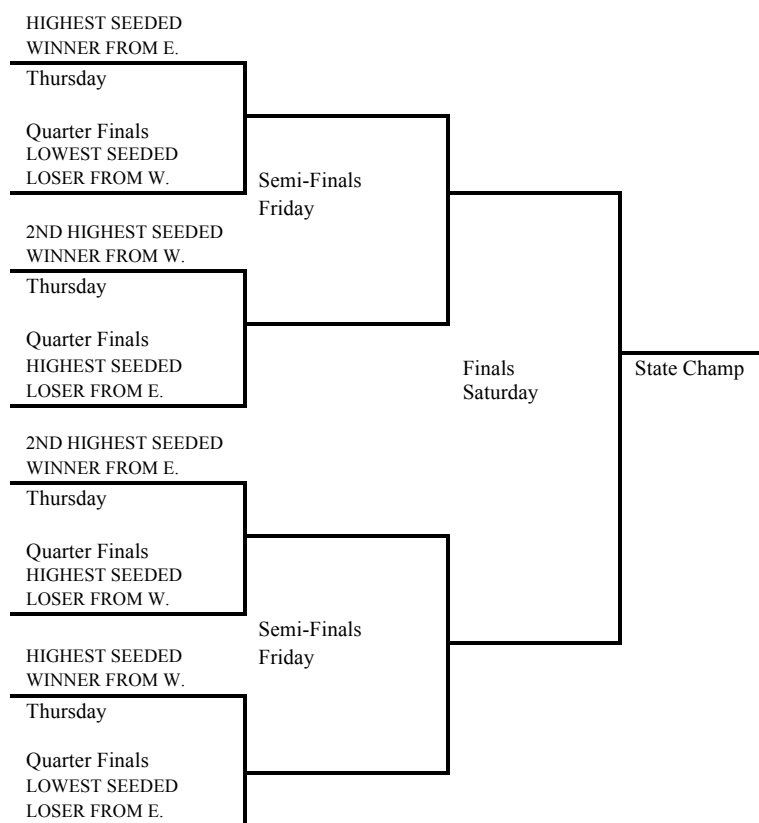 HIGHEST SEEDED
WINNER FROM E.
Thursday
Quarter Finals
LOWEST SEEDED
LOSER FROM W.
Semi-Finals
Friday
2ND HIGHEST SEEDED
WINNER FROM W.
Thursday
Quarter Finals
HIGHEST SEEDED
LOSER FROM E.
Finals
Saturday
State Champ
2ND HIGHEST SEEDED
WINNER FROM E.
Thursday
Quarter Finals
HIGHEST SEEDED
LOSER FROM W.
Semi-Finals
Friday
HIGHEST SEEDED
WINNER FROM W.
Thursday
Quarter Finals
LOWEST SEEDED
LOSER FROM E.